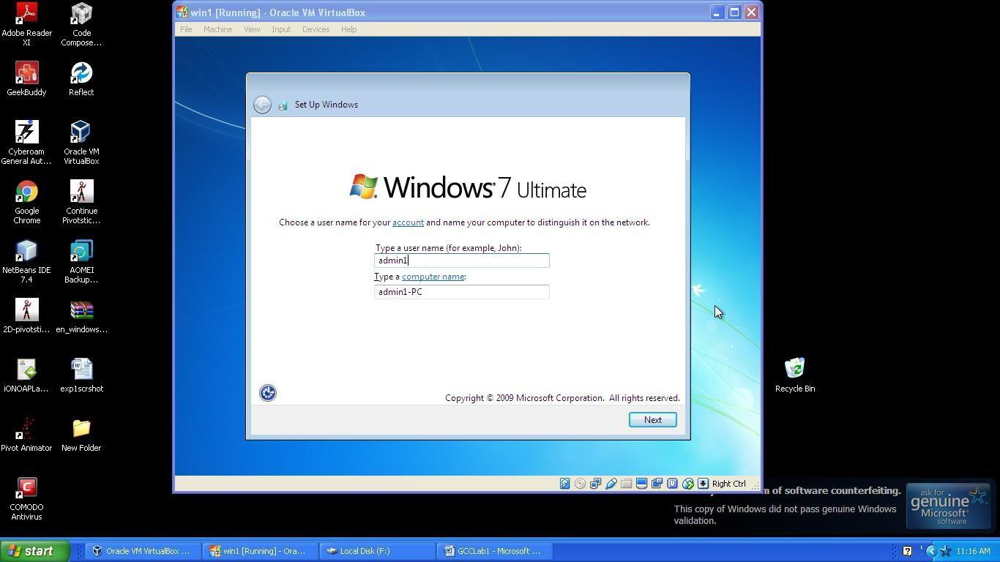 win1 [Running] - Oracle VM VirtualBox
File Machine View Input Devices Help
Adobe Reader
XI
Code
Compose...
GeekBuddy
Reflect
Cyberoam
General Aut...
Oracle VM
VirtualBox
Google
Chrome
Continue
Pivotstic...
NetBeans IDE
7.4
AOMEI
Backup...
2D-pivotsti...
en_windows...
iONOAPLa...
exp1scrshot
Pivot Animator
New Folder
COMODO
Antivirus
Set Up Windows
Windows 7 Ultimate
Choose a user name for your account and name your computer to distinguish it on the network.
Type a user name (for example, John):
admin1
Type a computer name:
admin1-PC
Copyright © 2009 Microsoft Corporation. All rights reserved.
Next
Right Ctrl
Recycle Bin
of software counterfeiting.
This copy of Windows did not pass genuine Windows
validation.
ask for
genuine
Microsoft
software
start
Oracle VM VirtualBox ...
win1 [Running] - Ora...
Local Disk (F:)
GCCLab1 - Microsoft ...
11:16 AM